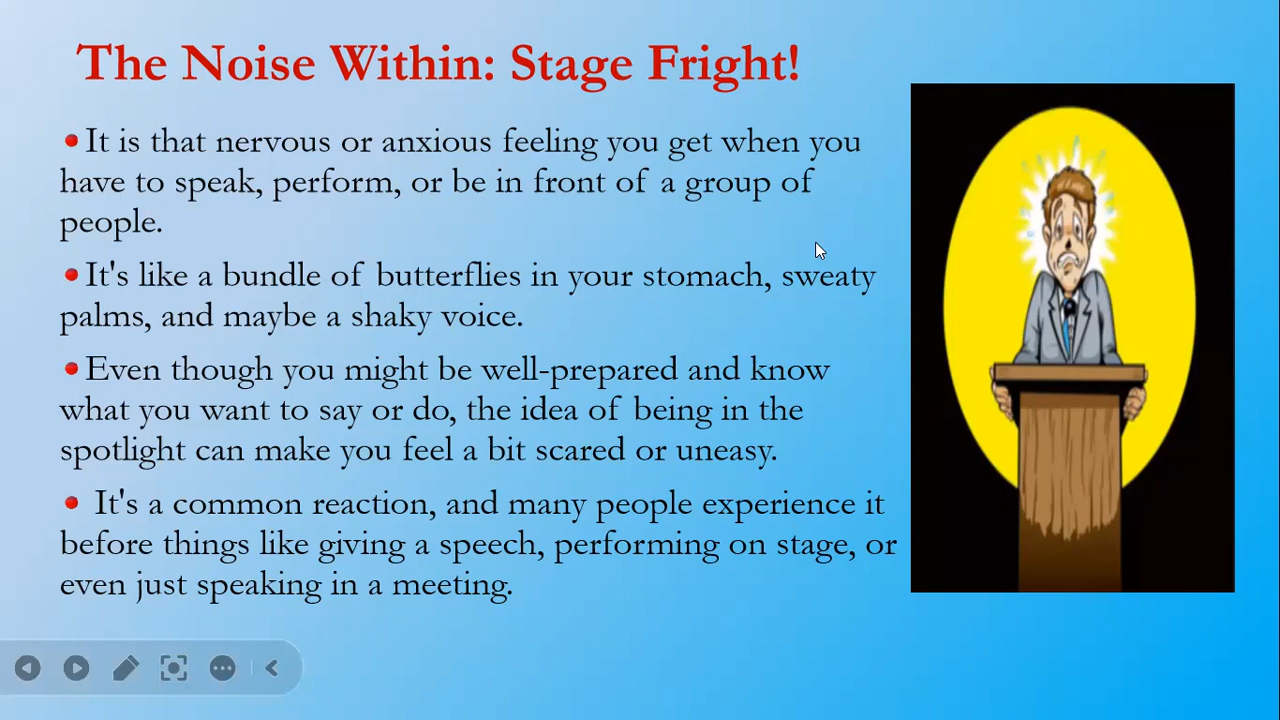 The Noise Within: Stage Fright!
•It is that nervous or anxious feeling you get when you
have to speak, perform, or be in front of a group of
people.
•It's like a bundle of butterflies in your stomach, sweaty
palms, and maybe a shaky voice.
•Even though you might be well-prepared and know
what you want to say or do, the idea of being in the
spotlight can make you feel a bit scared or uneasy.
• It's a common reaction, and many people experience it
before things like giving a speech, performing on stage, or
even just speaking in a meeting.